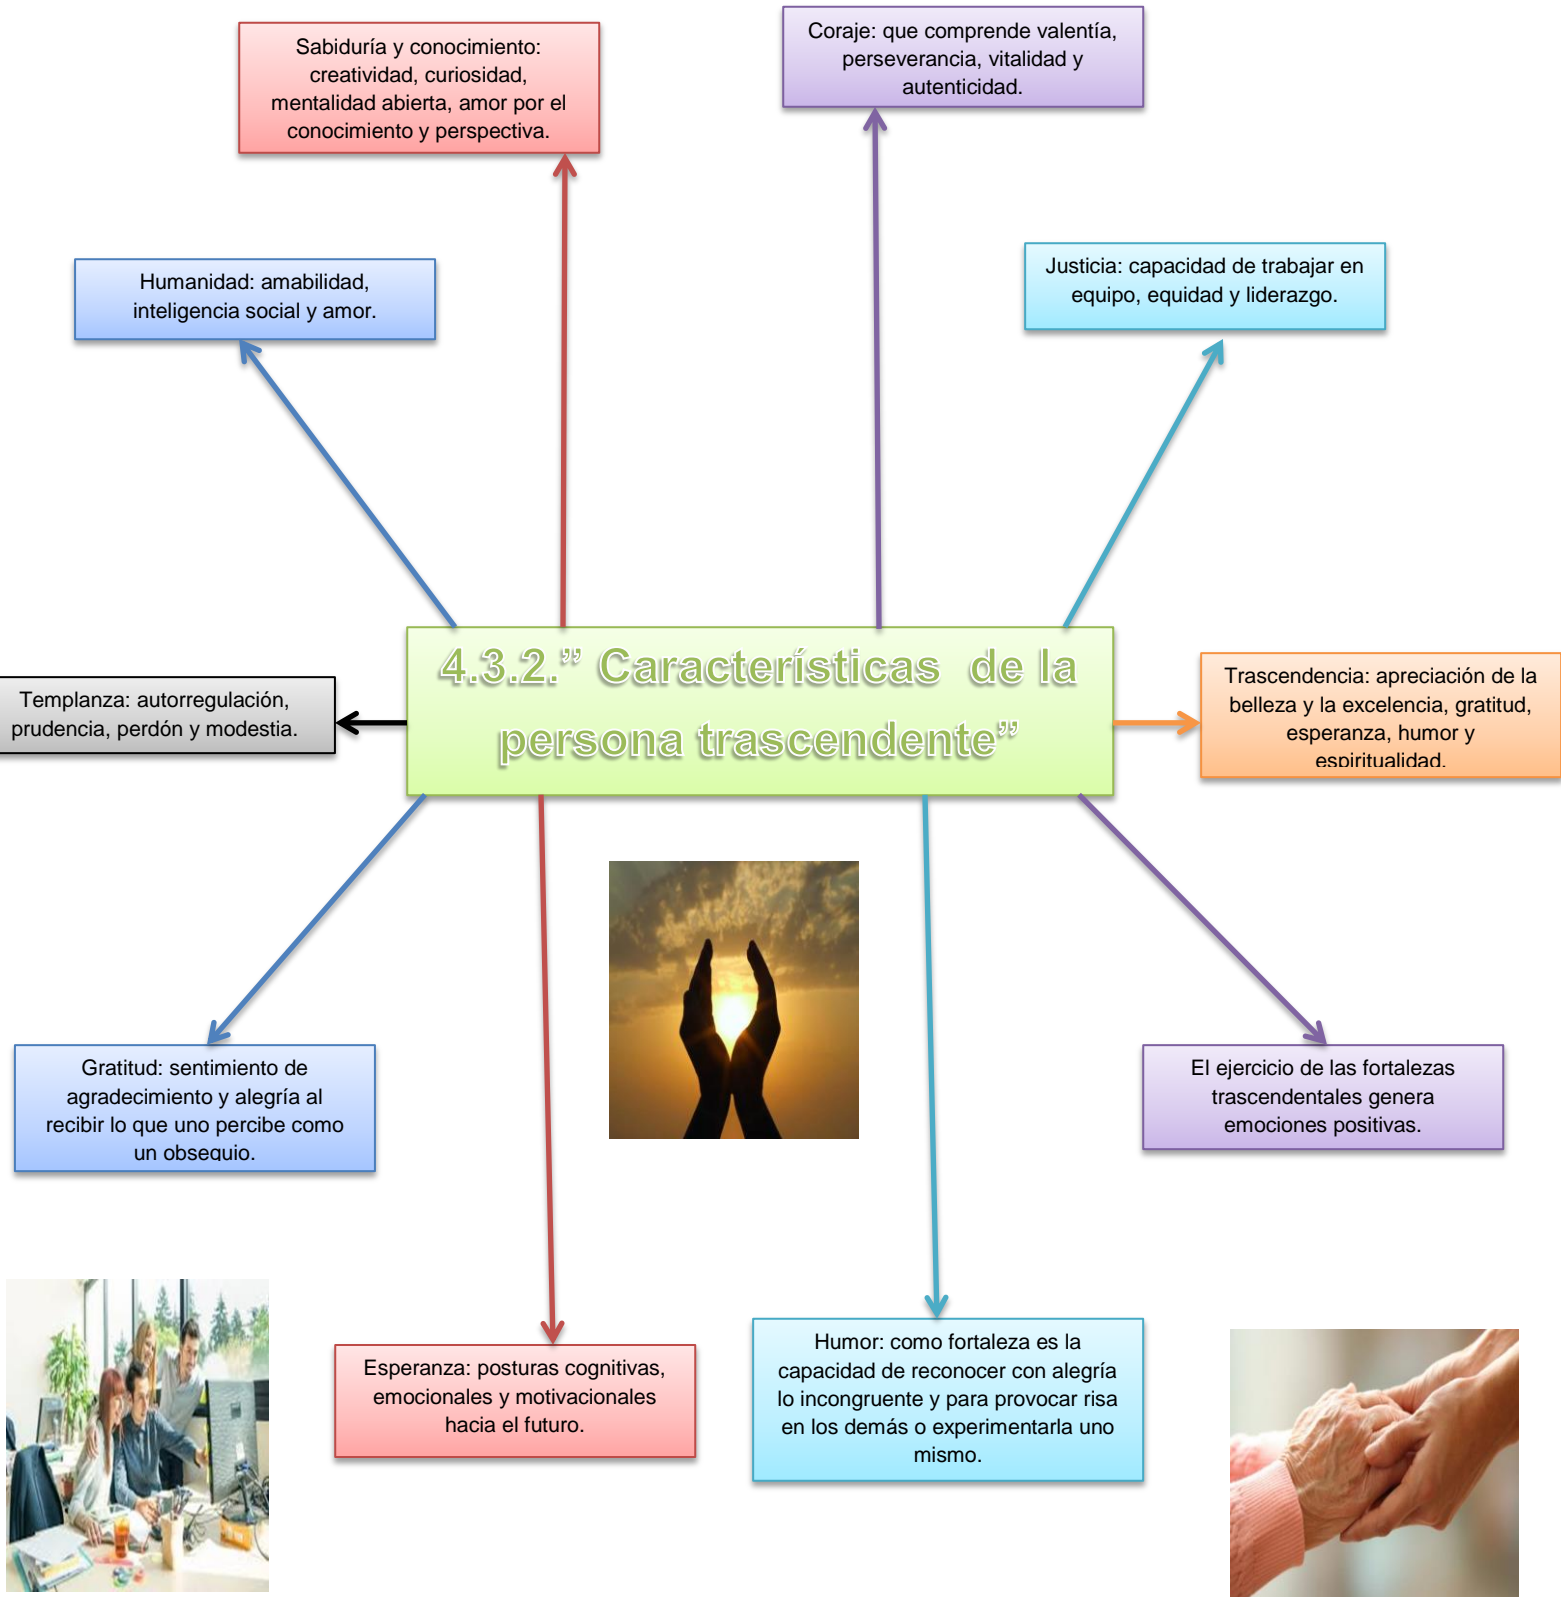 Coraje: que comprende valentía,
perseverancia, vitalidad y
autenticidad.
Sabiduría y conocimiento:
creatividad, curiosidad,
mentalidad abierta, amor por el
conocimiento y perspectiva.
Humanidad: amabilidad,
inteligencia social y amor.
Justicia: capacidad de trabajar en
equipo, equidad y liderazgo.
4.3.2.” Características de la
persona trascendente”
Templanza: autorregulación,
prudencia, perdón y modestia.
Trascendencia: apreciación de la
belleza y la excelencia, gratitud,
esperanza, humor y
espiritualidad.
Gratitud: sentimiento de
agradecimiento y alegría al
recibir lo que uno percibe como
un obsequio.
El ejercicio de las fortalezas
trascendentales genera
emociones positivas.
Esperanza: posturas cognitivas,
emocionales y motivacionales
hacia el futuro.
Humor: como fortaleza es la
capacidad de reconocer con alegría
lo incongruente y para provocar risa
en los demás o experimentarla uno
mismo.